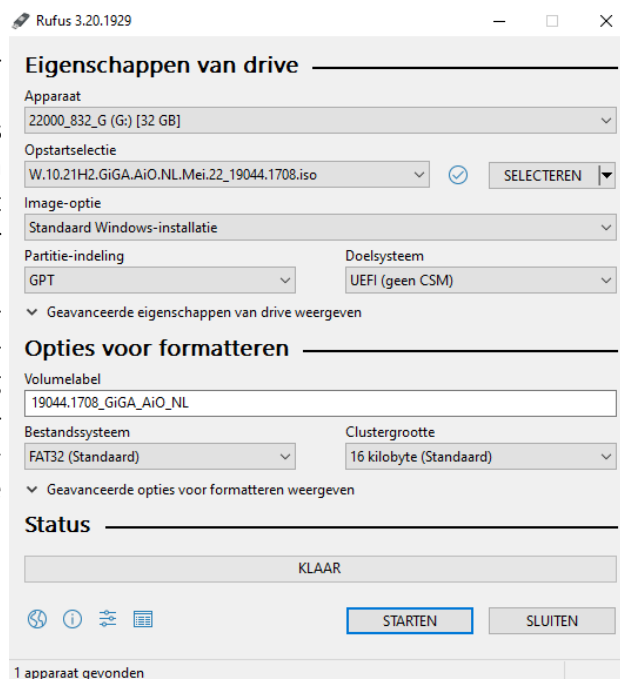 Rufus 3.20.1929
Eigenschappen van drive
Apparaat
22000_832_G (G:) [32 GB]
Opstartselectie
W.10.21H2.GiGA.AiO.NL.Mei.22_19044.1708.iso
SELECTEREN
Image-optie
Standaard Windows-installatie
Partitie-indeling
Doelsysteem
GPT
UEFI (geen CSM)
Geavanceerde eigenschappen van drive weergeven
Opties voor formatteren
Volumelabel
19044.1708_GiGA_AiO_NL
Bestandssysteem
Clustergrootte
FAT32 (Standaard)
16 kilobyte (Standaard)
Geavanceerde opties voor formatteren weergeven
Status
KLAAR
STARTEN
SLUITEN
1 apparaat gevonden